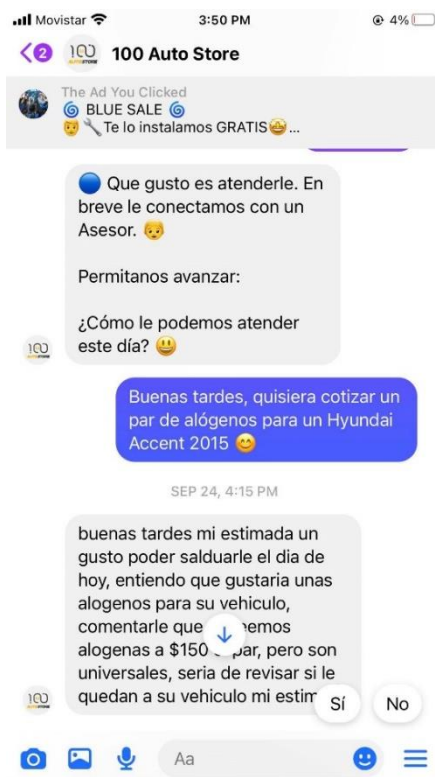 Movistar 3:50 PM 4%
2 100 100 Auto Store
The Ad You Clicked
🌀 BLUE SALE 🌀
👨🔧Te lo instalamos GRATIS🤩...
🔵 Que gusto es atenderle. En
breve le conectamos con un
Asesor. 👨
Permitanos avanzar:
¿Cómo le podemos atender
este día? 😃
Buenas tardes, quisiera cotizar un
par de alógenos para un Hyundai
Accent 2015 😊
SEP 24, 4:15 PM
buenas tardes mi estimada un
gusto poder salduarle el dia de
hoy, entiendo que gustaria unas
alogenos para su vehiculo,
comentarle que
alogenas a $150 par, pero son
universales, seria de revisar si le
quedan a su vehiculo mi
Sí No
Aa